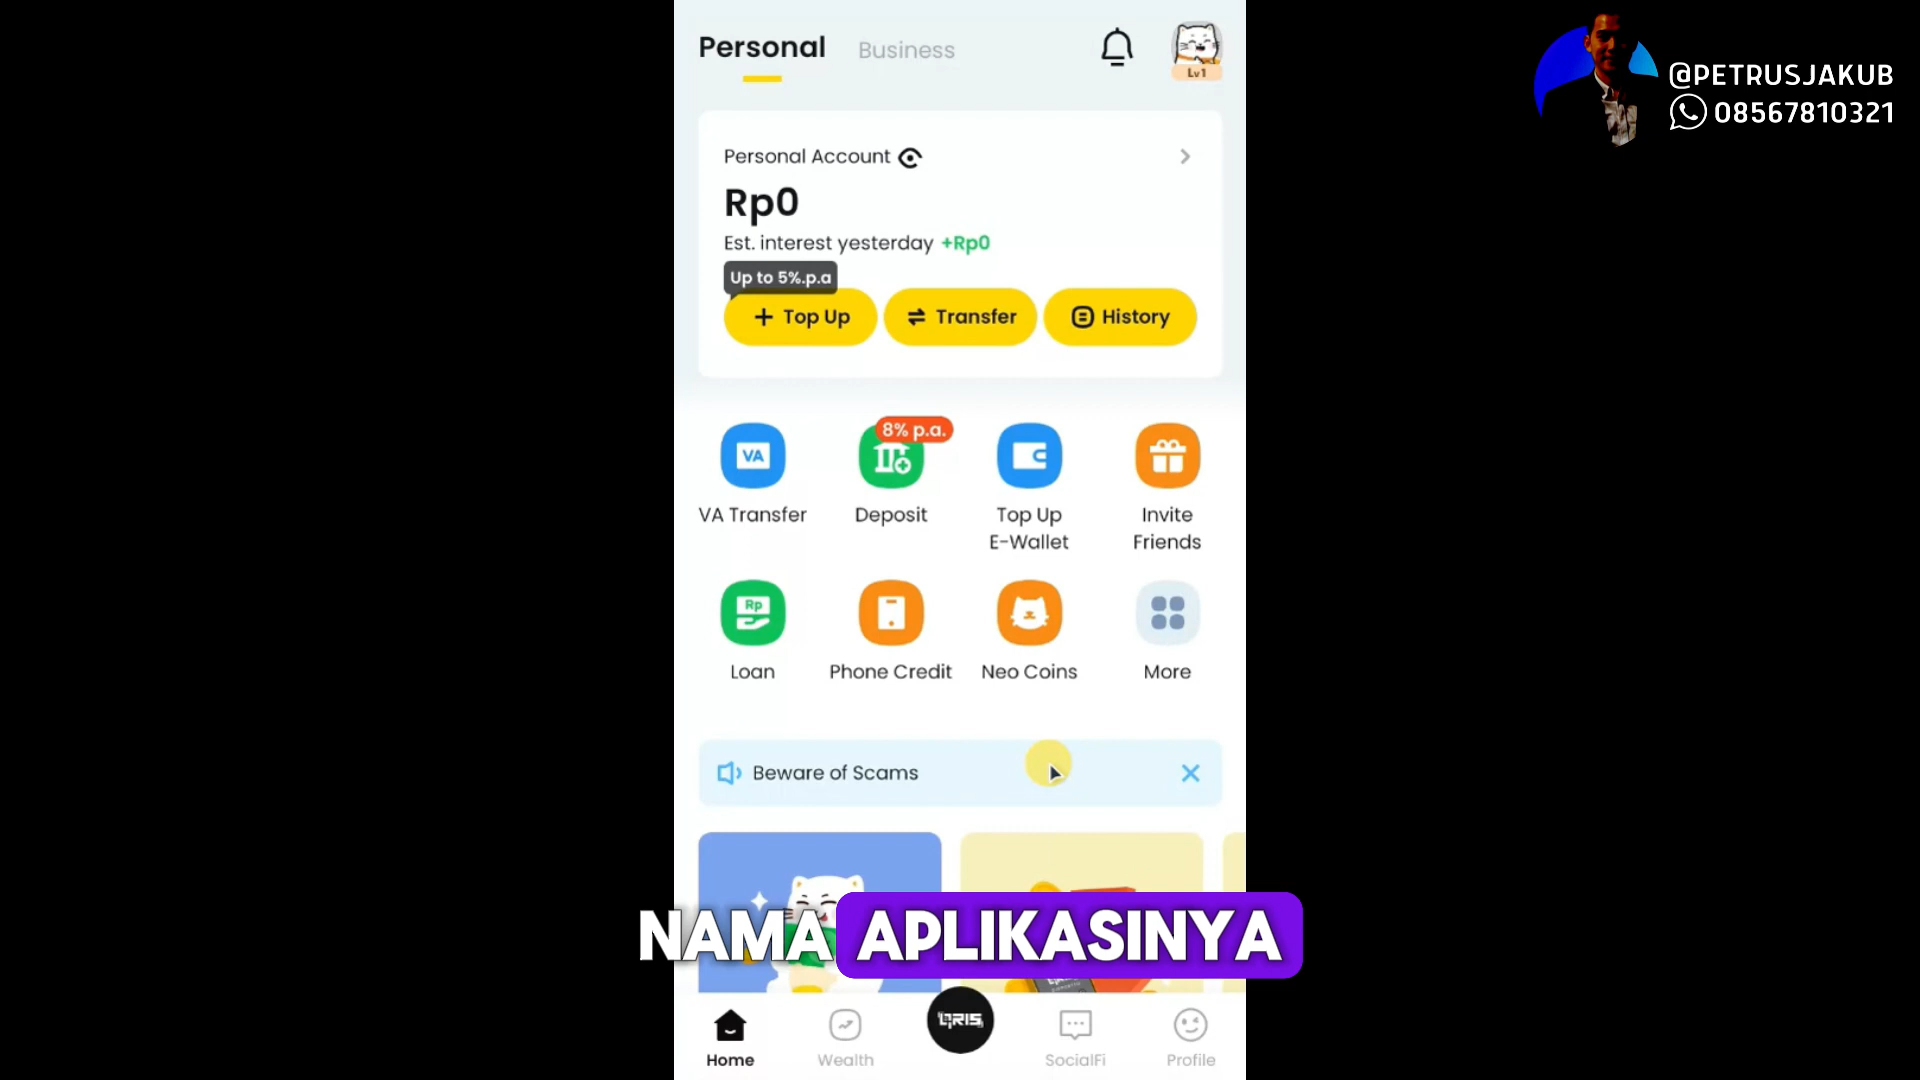 Personal Business
Lv1
@PETRUSJAKUB
08567810321
Personal Account
Rp0
Est. interest yesterday +Rp0
Up to 5%.p.a
Top Up Transfer History
8% p.a.
VA
VA Transfer Deposit Top Up E-Wallet Invite Friends
Rp
Loan Phone Credit Neo Coins More
Beware of Scams
NAMA APLIKASINYA
QRIS
Home Wealth SocialFi Profile